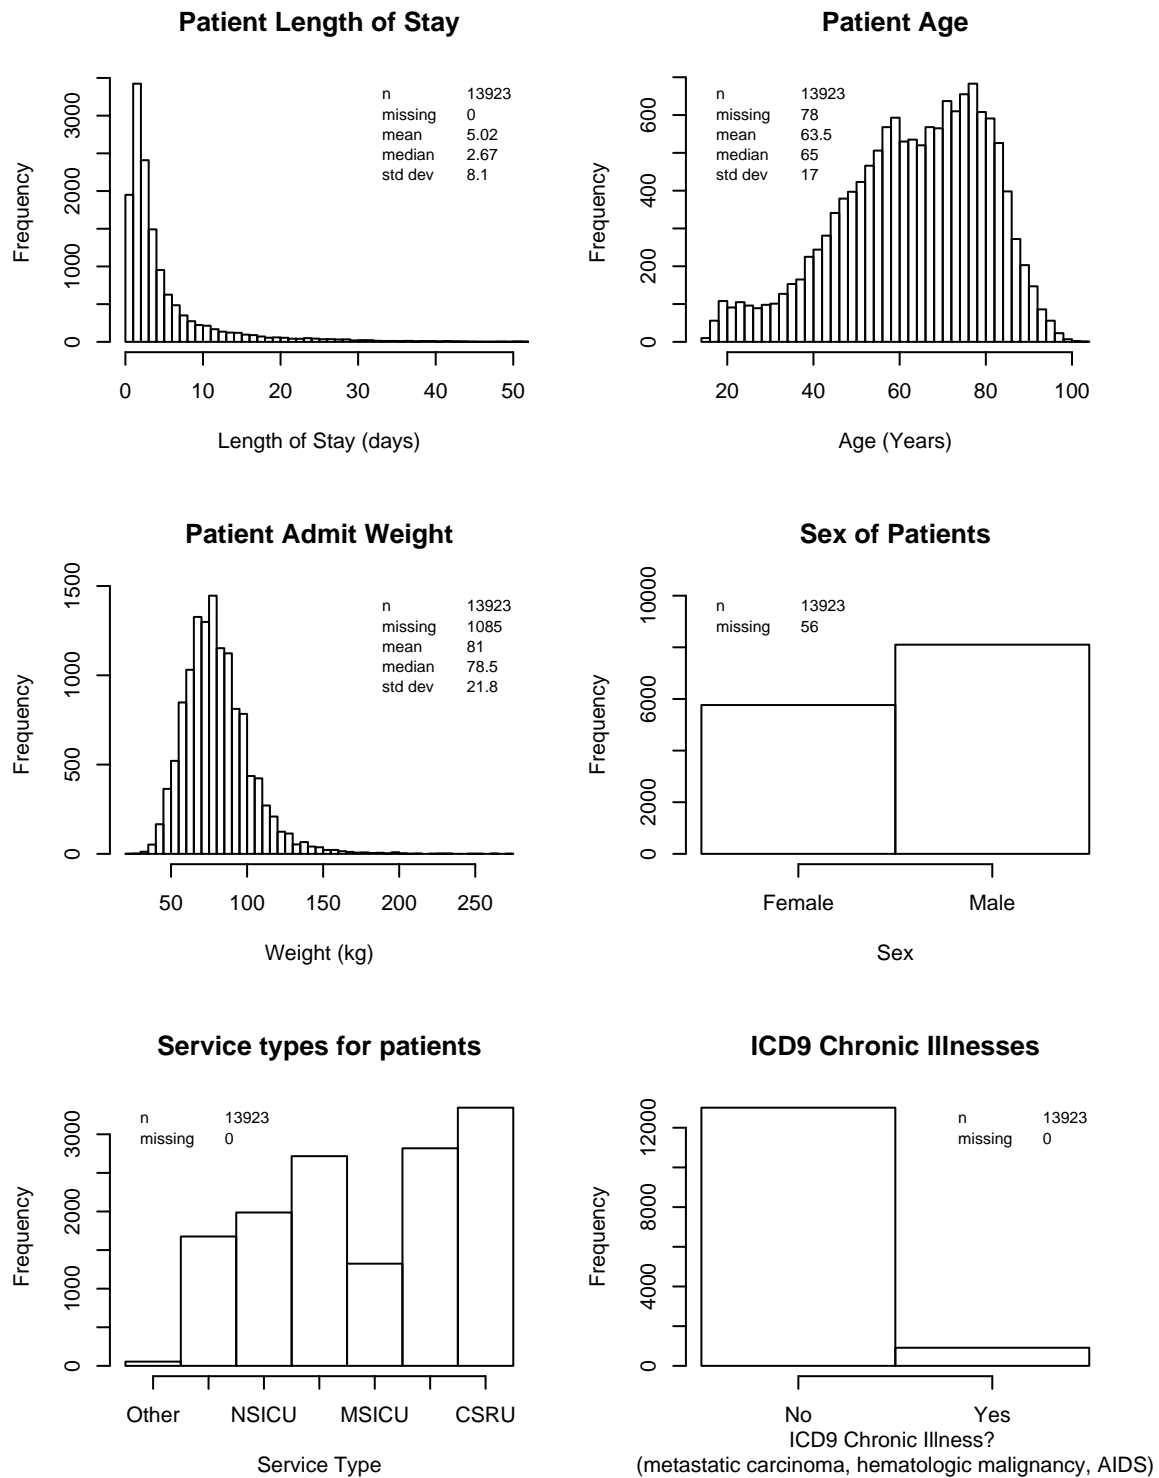 Patient Length of Stay
Frequency
0 1000 2000 3000
n 13923
missing 0
mean 5.02
median 2.67
std dev 8.1
0 10 20 30 40 50
Length of Stay (days)
Patient Age
Frequency
0 200 400 600
n 13923
missing 78
mean 63.5
median 65
std dev 17
20 40 60 80 100
Age (Years)
Patient Admit Weight
Frequency
0 500 1000 1500
n 13923
missing 1085
mean 81
median 78.5
std dev 21.8
50 100 150 200 250
Weight (kg)
Sex of Patients
Frequency
0 2000 6000 10000
n 13923
missing 56
Female Male
Sex
Service types for patients
Frequency
0 1000 2000 3000
n 13923
missing 0
Other NSICU MSICU CSRU
Service Type
ICD9 Chronic Illnesses
Frequency
0 4000 8000 12000
n 13923
missing 0
No Yes
ICD9 Chronic Illness?
(metastatic carcinoma, hematologic malignancy, AIDS)